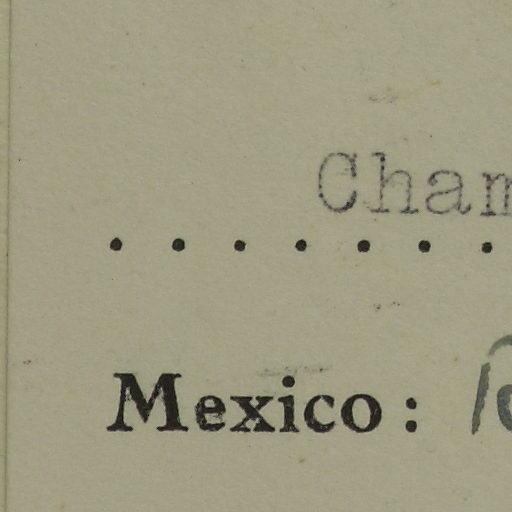 Cham
. . . . . . .
Mexico: